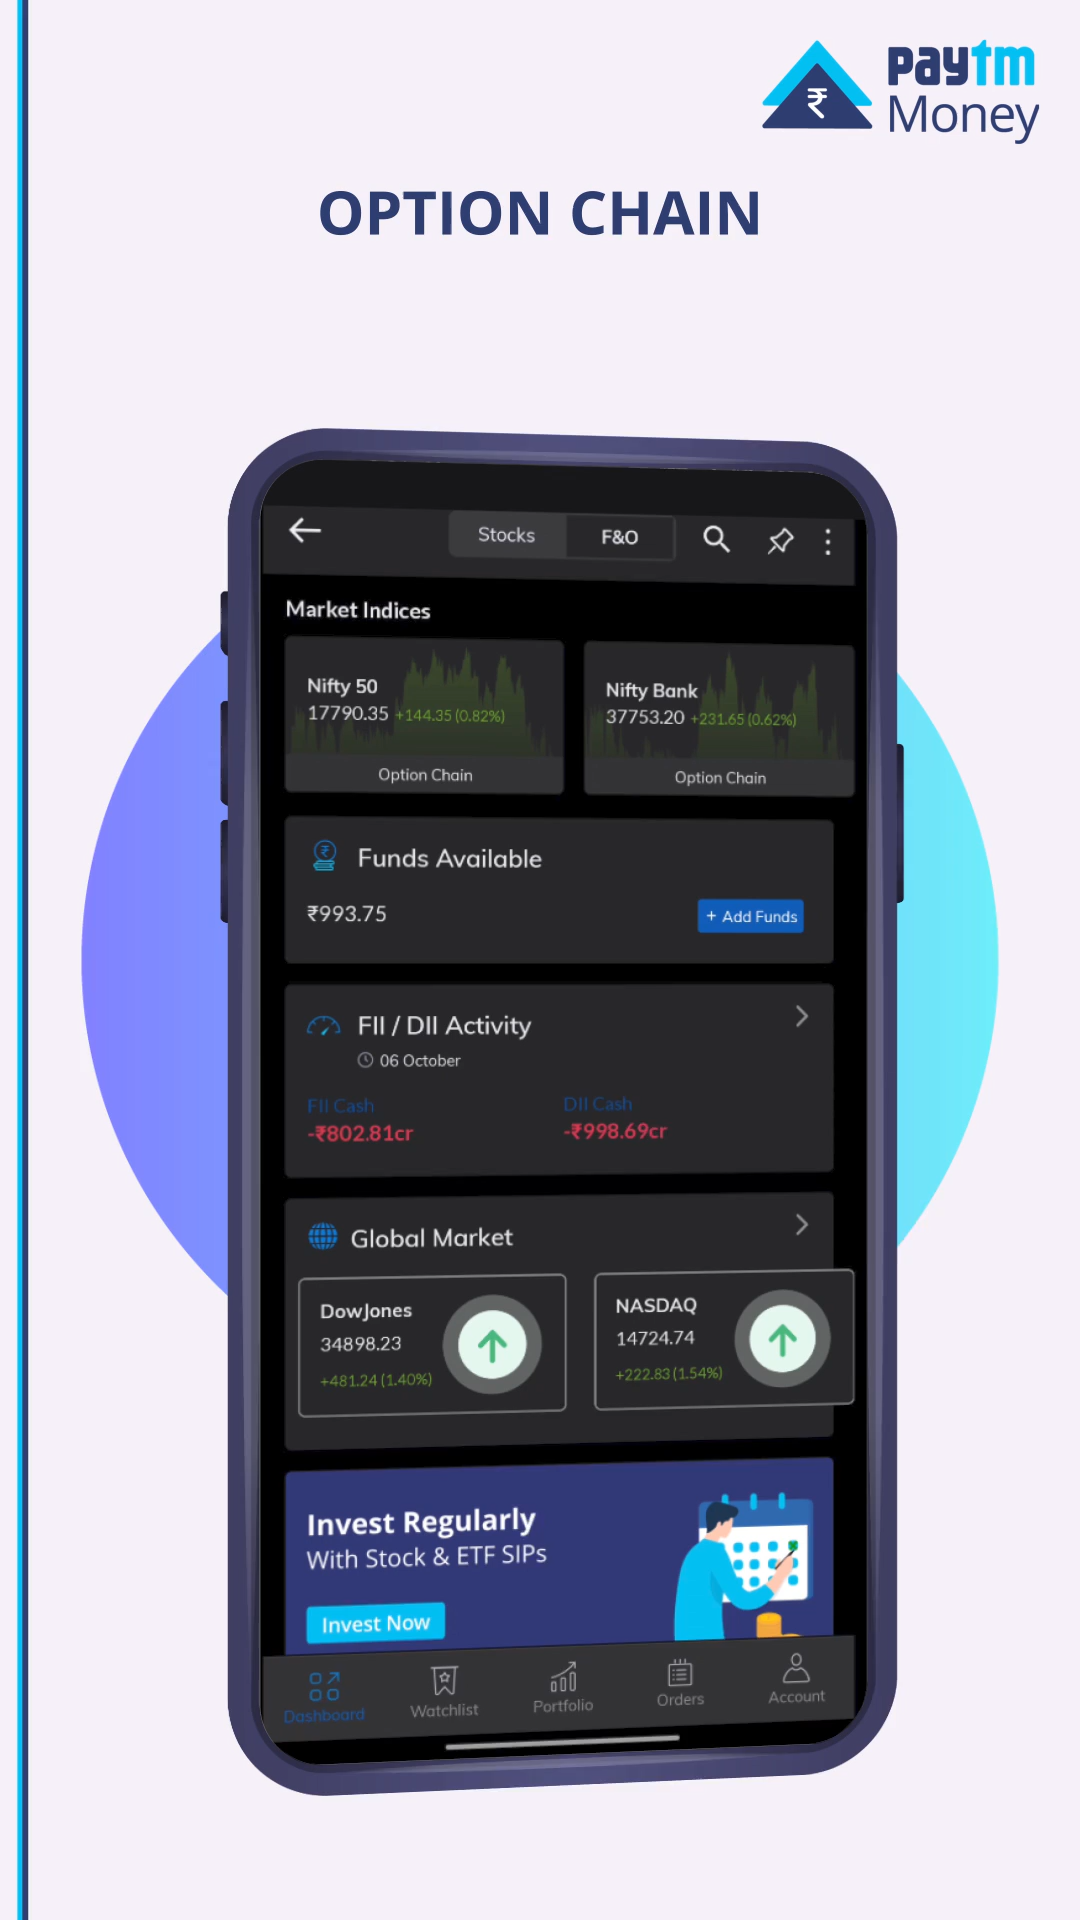 paytm
Money
OPTION CHAIN
Stocks
F&O
Market Indices
Nifty 50
17790.35 +144.35 (0.82%)
Option Chain
Nifty Bank
37753.20 +231.65 (0.62%)
Option Chain
Funds Available
₹993.75
+ Add Funds
FII / DII Activity
06 October
FII Cash
-₹802.81cr
DII Cash
-₹998.69cr
Global Market
DowJones
34898.23
+481.24 (1.40%)
NASDAQ
14724.74
+222.83 (1.54%)
Invest Regularly
With Stock & ETF SIPs
Invest Now
Dashboard
Watchlist
Portfolio
Orders
Account